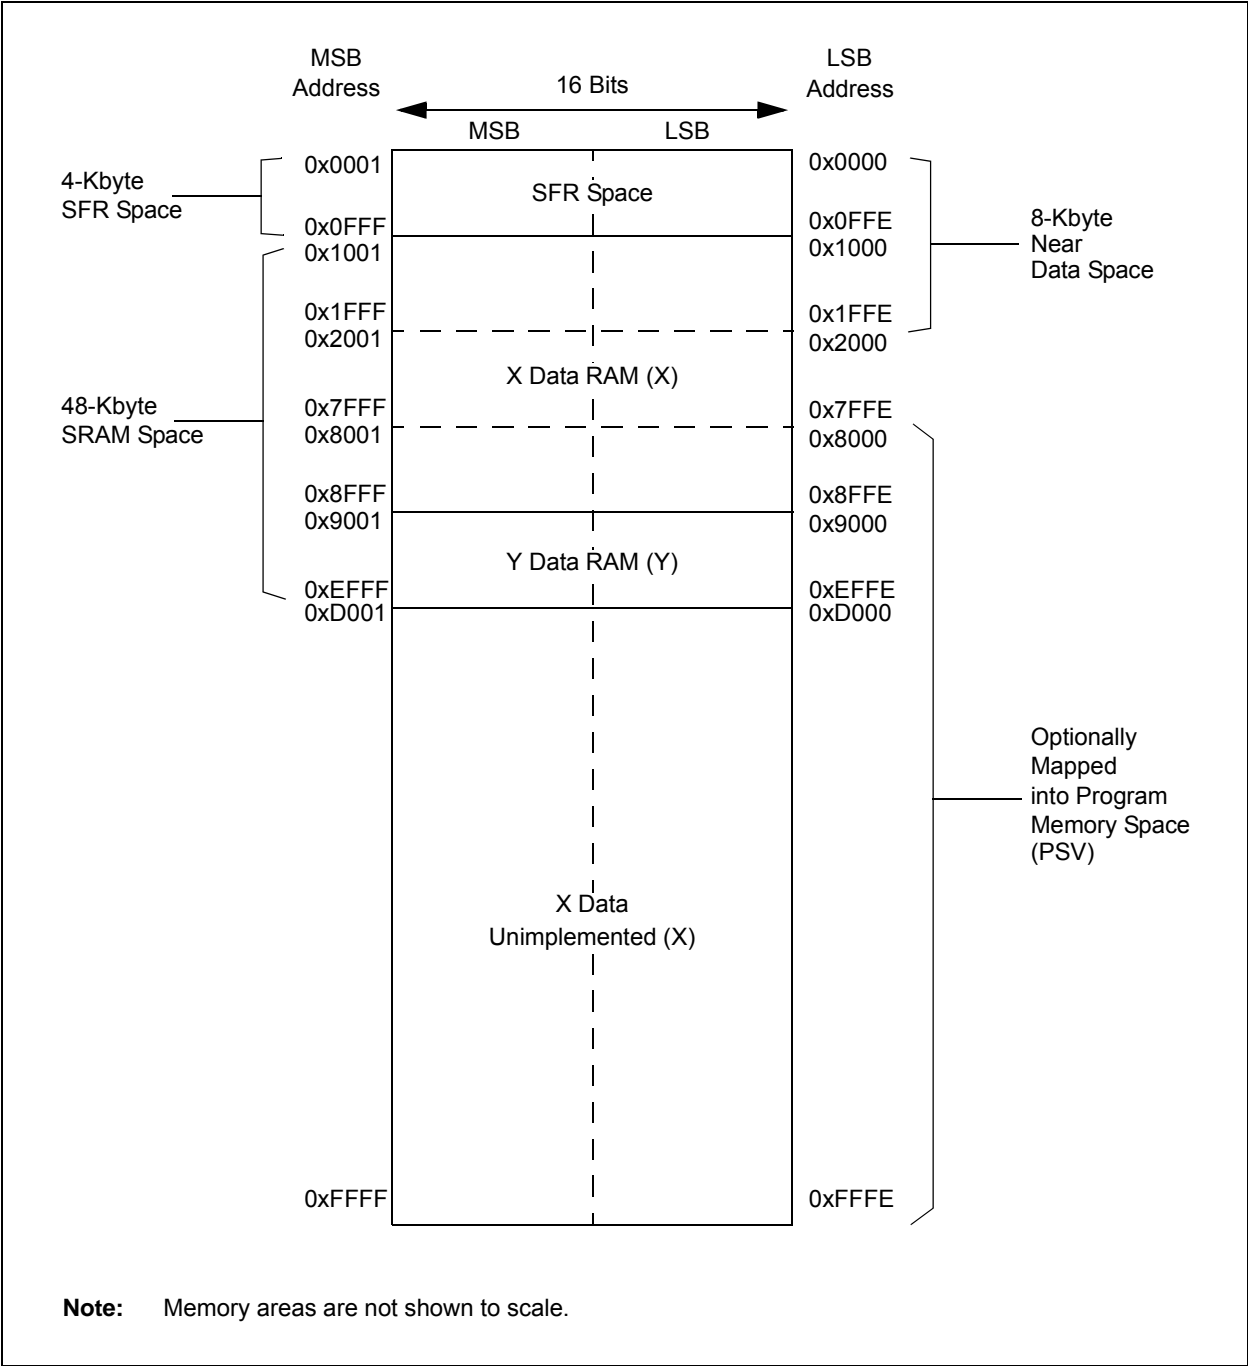 MSB
Address
LSB
Address
16 Bits
MSB
LSB
4-Kbyte
SFR Space
0x0001
0x0000
SFR Space
0x0FFF
0x0FFE
0x1001
0x1000
8-Kbyte
Near
Data Space
0x1FFF
0x1FFE
0x2001
0x2000
X Data RAM (X)
48-Kbyte
SRAM Space
0x7FFF
0x7FFE
0x8001
0x8000
0x8FFF
0x8FFE
0x9001
0x9000
Y Data RAM (Y)
0xEFFF
0xEFFE
0xD001
0xD000
Optionally
Mapped
into Program
Memory Space
(PSV)
X Data
Unimplemented (X)
0xFFFF
0xFFFE
Note: Memory areas are not shown to scale.